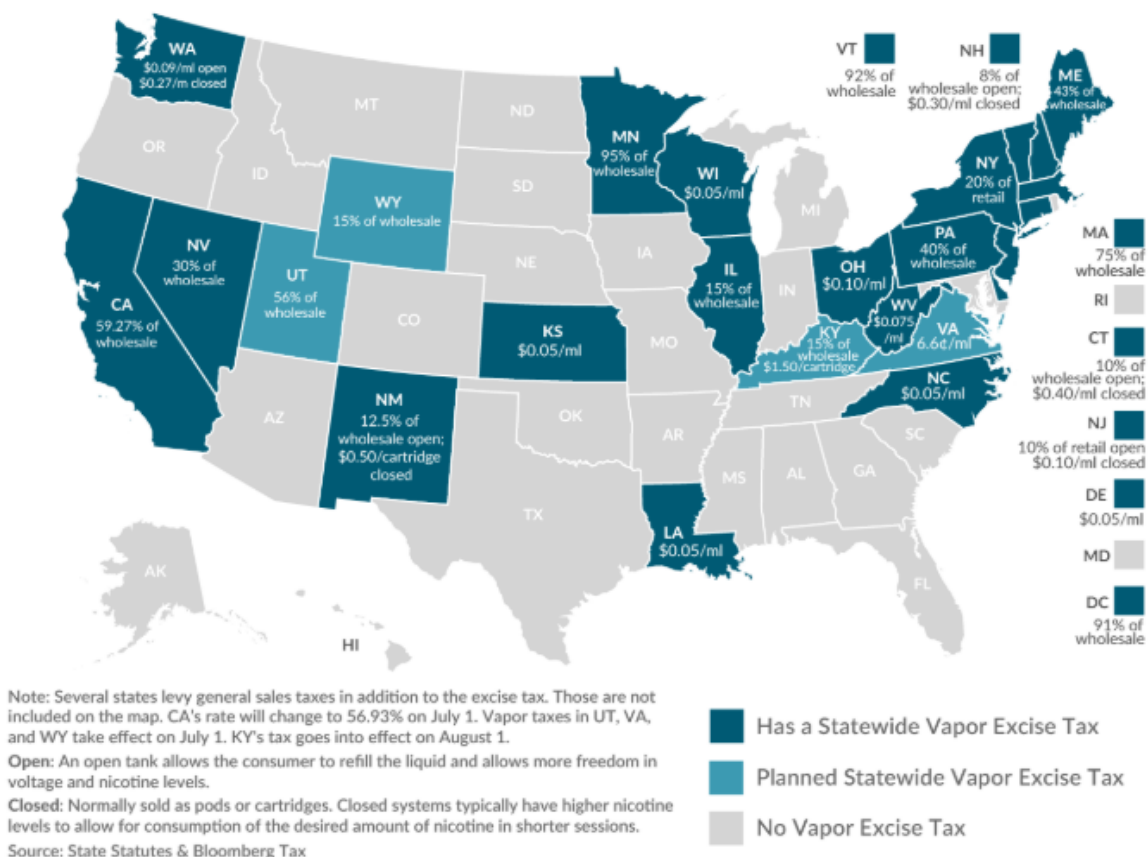 WA
$0.09/ml open
$0.27/m closed
MT
ND
OR
ID
WY
15% of wholesale
SD
MN
95% of
wholesale
WI
$0.05/ml
MI
VT
92% of
wholesale
NH
8% of
wholesale open;
$0.30/ml closed
ME
43% of
wholesale
NY
20% of
retail
CA
59.27% of
wholesale
NV
30% of
wholesale
UT
56% of
wholesale
CO
NE
IA
KS
$0.05/ml
MO
IL
15% of
wholesale
IN
OH
$0.10/ml
PA
40% of
wholesale
WV
$0.075
/ml
VA
6.6¢/ml
KY
15% of
wholesale
$1.50/cartridge
NC
$0.05/ml
TN
SC
AZ
NM
12.5% of
wholesale open;
$0.50/cartridge
closed
OK
AR
TX
LA
$0.05/ml
MS
AL
GA
FL
AK
HI
MA
75% of
wholesale
RI
CT
10% of
wholesale open;
$0.40/ml closed
NJ
10% of retail open
$0.10/ml closed
DE
$0.05/ml
MD
DC
91% of
wholesale
Note: Several states levy general sales taxes in addition to the excise tax. Those are not
included on the map. CA's rate will change to 56.93% on July 1. Vapor taxes in UT, VA,
and WY take effect on July 1. KY's tax goes into effect on August 1.
Open: An open tank allows the consumer to refill the liquid and allows more freedom in
voltage and nicotine levels.
Closed: Normally sold as pods or cartridges. Closed systems typically have higher nicotine
levels to allow for consumption of the desired amount of nicotine in shorter sessions.
Source: State Statutes & Bloomberg Tax
Has a Statewide Vapor Excise Tax
Planned Statewide Vapor Excise Tax
No Vapor Excise Tax